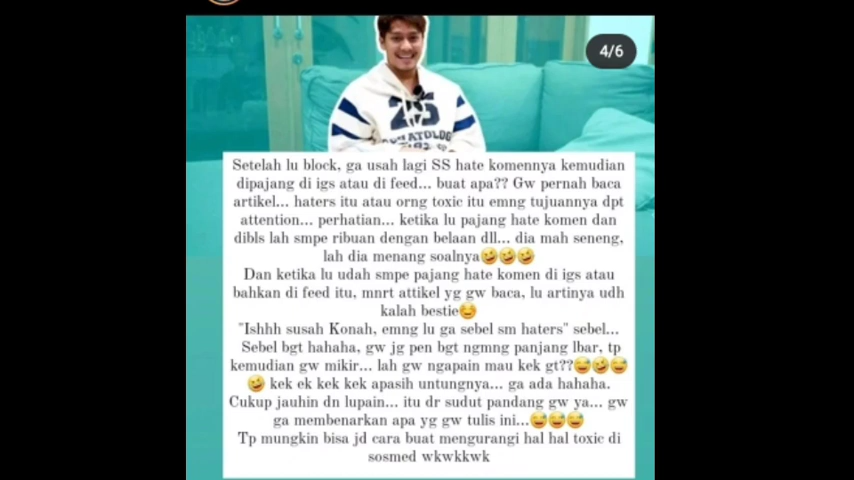 4/6
25
Setelah lu block, ga usah lagi SS hate komennya kemudian
dipajang di igs atau di feed... buat apa?? Gw pernah baca
artikel... haters itu atau orng toxic itu emng tujuannya dpt
attention... perhatian... ketika lu pajang hate komen dan
dibls lah smpe ribuan dengan belaan dll... dia mah seneng,
lah dia menang soalnya🤣🤣🤣
Dan ketika lu udah smpe pajang hate komen di igs atau
bahkan di feed itu, mnrt attikel yg gw baca, lu artinya udh
kalah bestie😂
"Ishhh susah Konah, emng lu ga sebel sm haters" sebel...
Sebel bgt hahaha, gw jg pen bgt ngmng panjang lbar, tp
kemudian gw mikir... lah gw ngapain mau kek gt??😅🤣😅
🤣 kek ek kek kek apasih untungnya... ga ada hahaha.
Cukup jauhin dn lupain... itu dr sudut pandang gw ya... gw
ga membenarkan apa yg gw tulis ini...😅😅😅
Tp mungkin bisa jd cara buat mengurangi hal hal toxic di
sosmed wkwkkwk